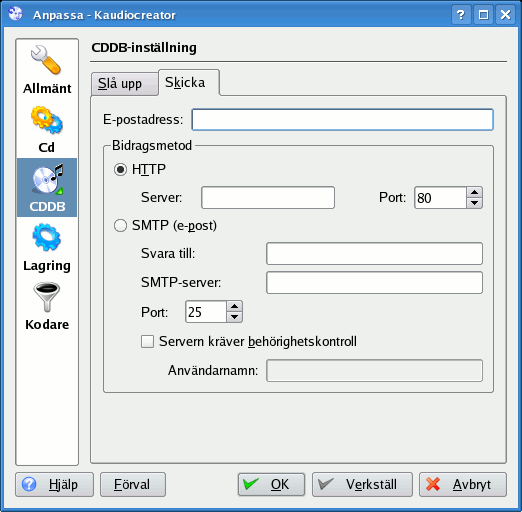 Anpassa - Kaudiocreator
Allmänt
Cd
CDDB
Lagring
Kodare
CDDB-inställning
Slå upp
Skicka
E-postadress:
Bidragsmetod
HTTP
Server:
Port: 80
SMTP (e-post)
Svara till:
SMTP-server:
Port: 25
Servern kräver behörighetskontroll
Användarnamn:
Hjälp
Förval
OK
Verkställ
Avbryt